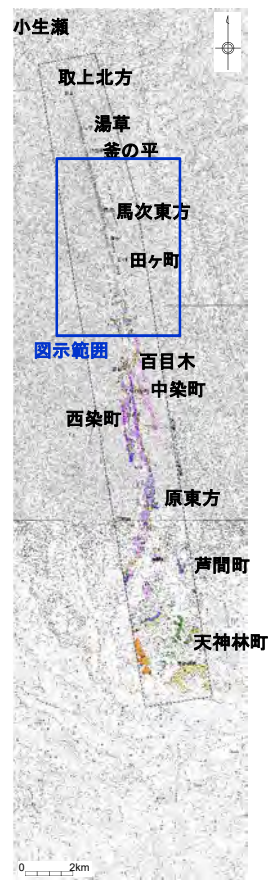 小生瀬
取上北方
湯草
釜の平
馬次東方
田ヶ町
図示範囲
百目木
中染町
西染町
原東方
芦間町
天神林町
0 2km